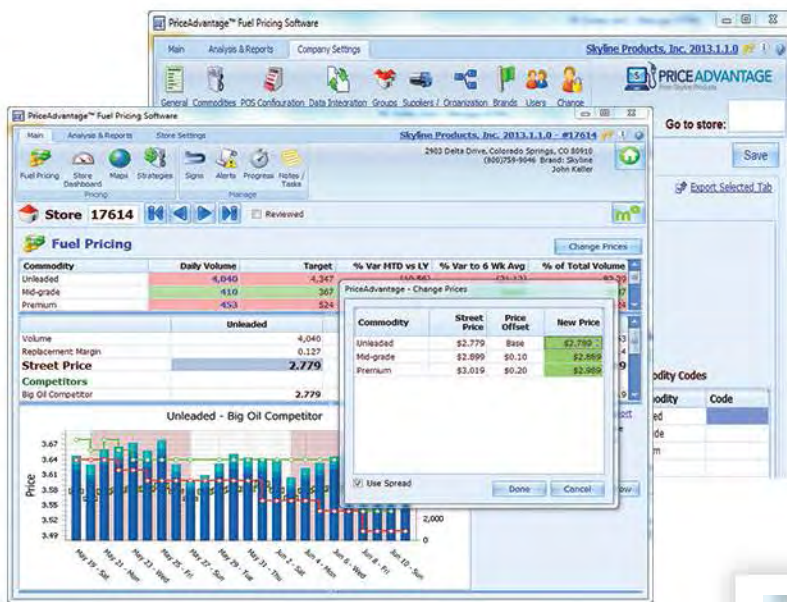 PriceAdvantage™ Fuel Pricing Software
Main Analysis & Reports Company Settings
Skyline Products, Inc. 2013.1.1.0
General Commodities POS Configuration Data Integration Groups Suppliers / Organization Brands Users Change
PRICEADVANTAGE
Go to store:
Save
Export Selected Tab
PriceAdvantage™ Fuel Pricing Software
Main Analysis & Reports Store Settings
Skyline Products, Inc. 2013.1.1.0 - #17614
2903 Delta Drive, Colorado Springs, CO 80910
(800)759-9046 Brand: Skyline
John Keller
Fuel Pricing Store Dashboard Maps Strategies Signs Alerts Progress Notes / Tasks
Pricing Manage
Store 17614 Reviewed
Fuel Pricing
Change Prices
Commodity Daily Volume Target % Var MTD vs LY % Var to 6 Wk Avg % of Total Volume
Unleaded 4,040 4,347
Mid-grade 410 367
Premium 453 524
Unleaded
Volume 4,040
Replacement Margin 0.127
Street Price 2.779
Competitors
Big Oil Competitor 2.779
PriceAdvantage - Change Prices
Commodity Street Price Price Offset New Price
Unleaded $2.779 Base $2.789
Mid-grade $2.899 $0.10 $2.889
Premium $3.019 $0.20 $2.989
Use Spread
Done Cancel
odity Codes
odity Code
Unleaded - Big Oil Competitor
Price
3.67
3.64
3.61
3.58
3.55
3.52
3.49
2,000
0
May 19 - Sat
May 21 - Mon
May 23 - Wed
May 25 - Fri
May 27 - Sun
May 29 - Tue
May 31 - Thu
Jun 2 - Sat
Jun 4 - Mon
Jun 6 - Wed
Jun 8 - Fri
Jun 10 - Sun